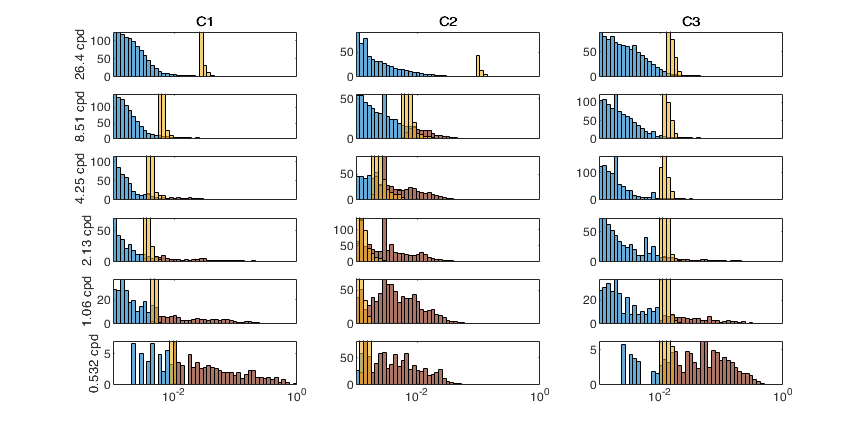 C1 C2 C3
26.4 cpd 100 50 0 50 0 50 0
8.51 cpd 100 50 0 50 0 100 50 0
4.25 cpd 100 50 0 50 0 100 0
2.13 cpd 50 0 100 50 0 50 0
1.06 cpd 20 0 50 0 20 0
0.532 cpd 5 0 50 0 5 0
10^-2 10^0 10^-2 10^0 10^-2 10^0